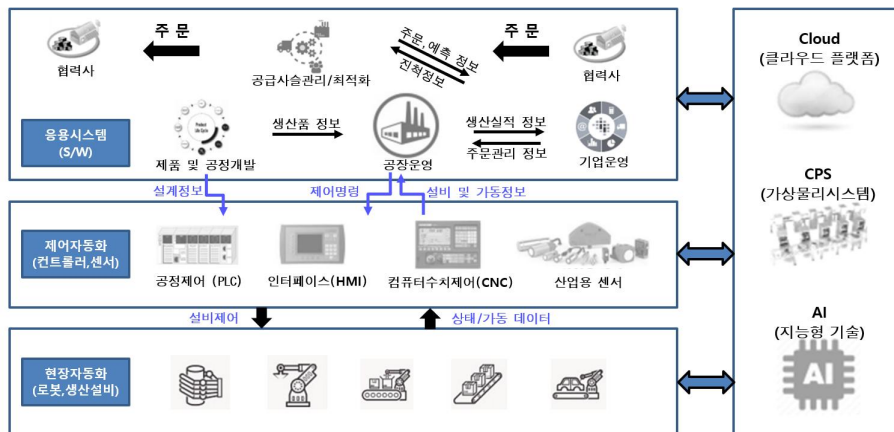 주 문
주 문
협력사
공급사슬관리/최적화
주문,예측 정보
진척정보
협력사
응용시스템
(S/W)
Product
Life Cycle
제품 및 공정개발
생산품 정보
공장운영
생산실적 정보
주문관리 정보
기업운영
설계정보
제어명령
설비 및 가동정보
제어자동화
(컨트롤러,센서)
공정제어 (PLC)
인터페이스(HMI)
컴퓨터수치제어(CNC)
산업용 센서
설비제어
상태/가동 데이터
현장자동화
(로봇,생산설비)
Cloud
(클라우드 플랫폼)
CPS
(가상물리시스템)
AI
(지능형 기술)
AI